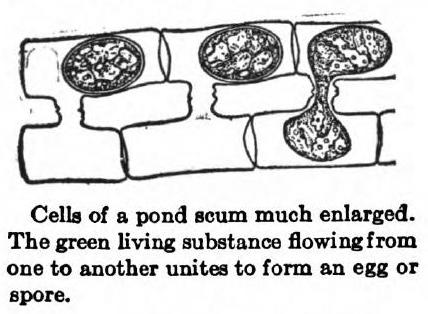 Cells of a pond scum much enlarged.
The green living substance flowing from
one to another unites to form an egg or
spore.